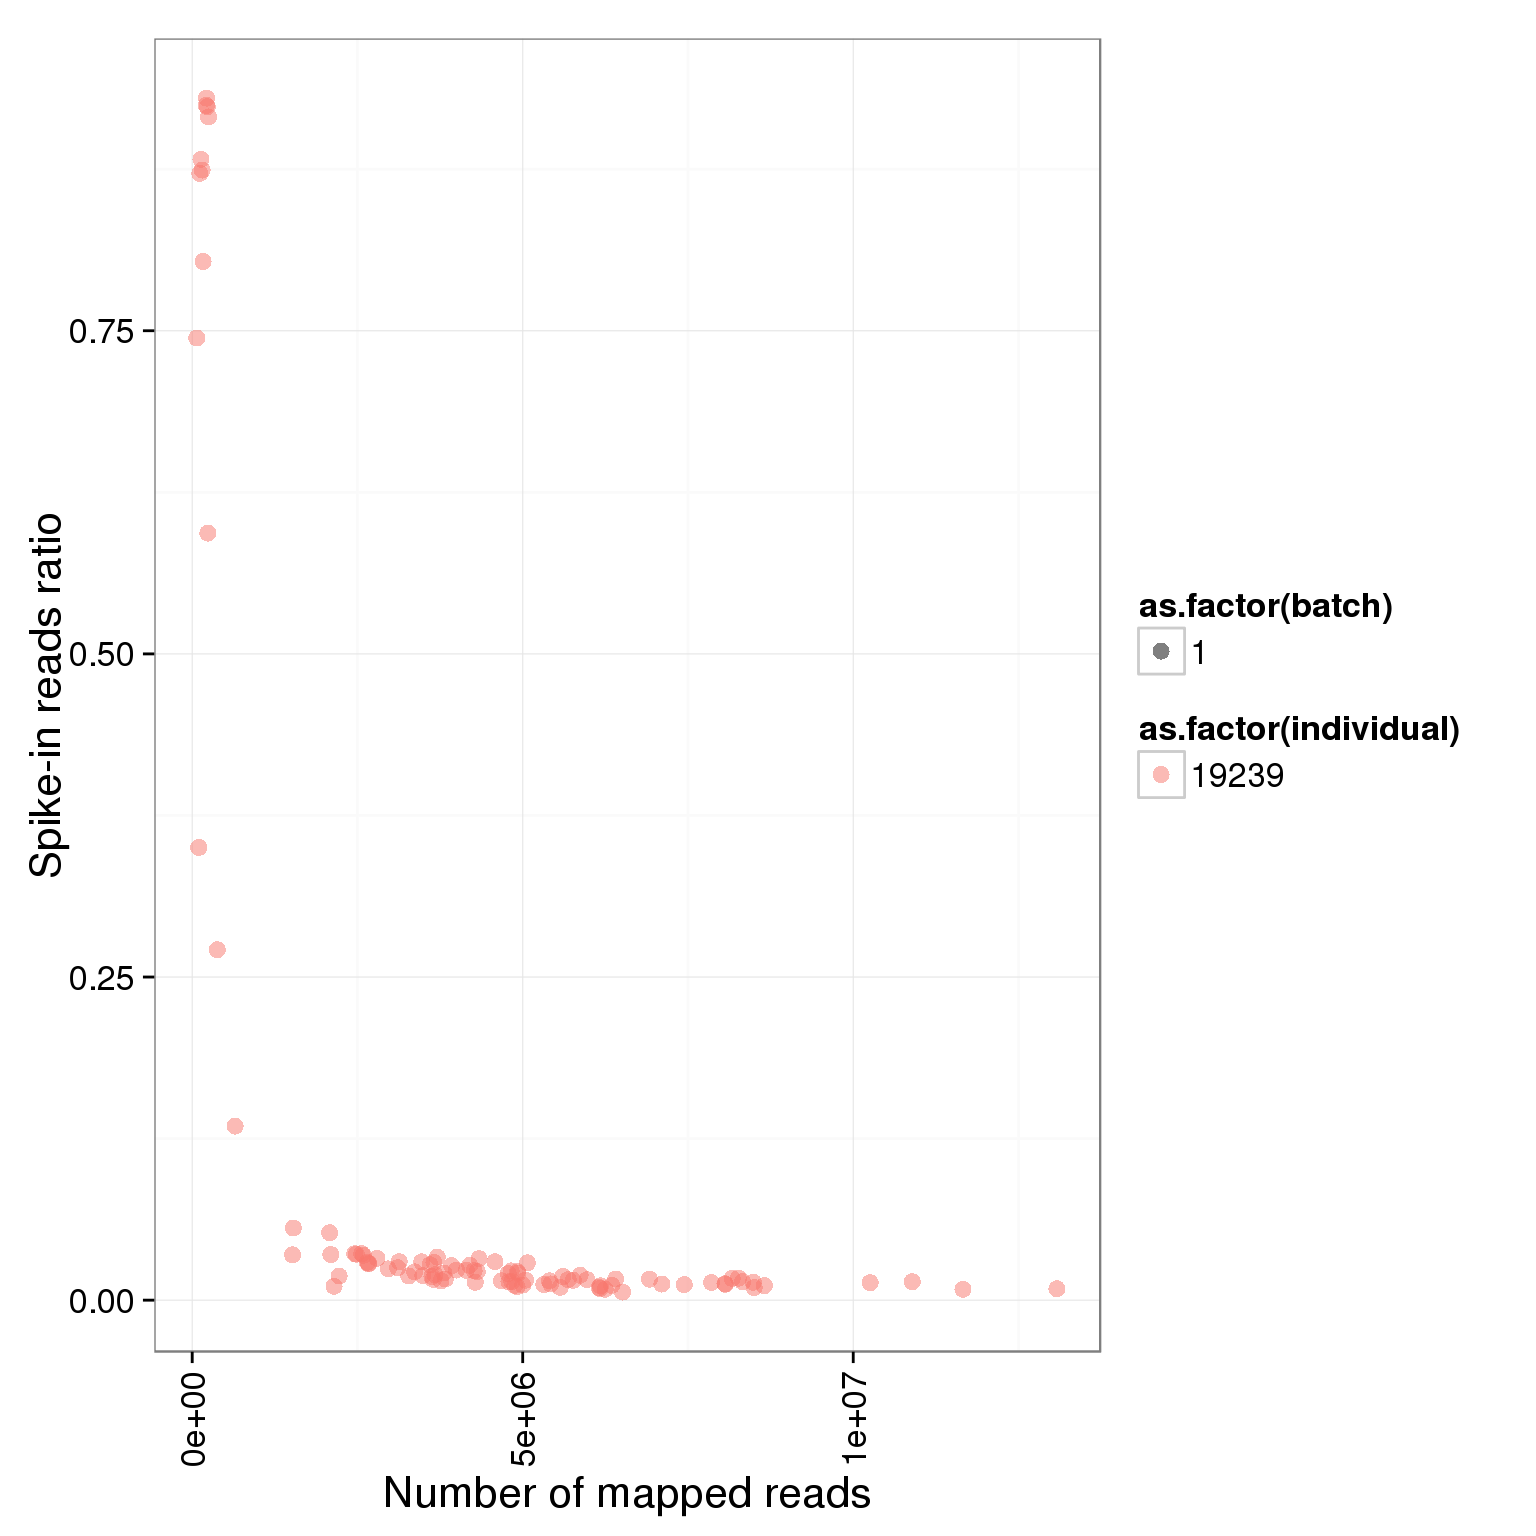 Spike-in reads ratio
0.75
0.50
0.25
0.00
0e+00
5e+06
1e+07
Number of mapped reads
as.factor(batch)
1
as.factor(individual)
19239